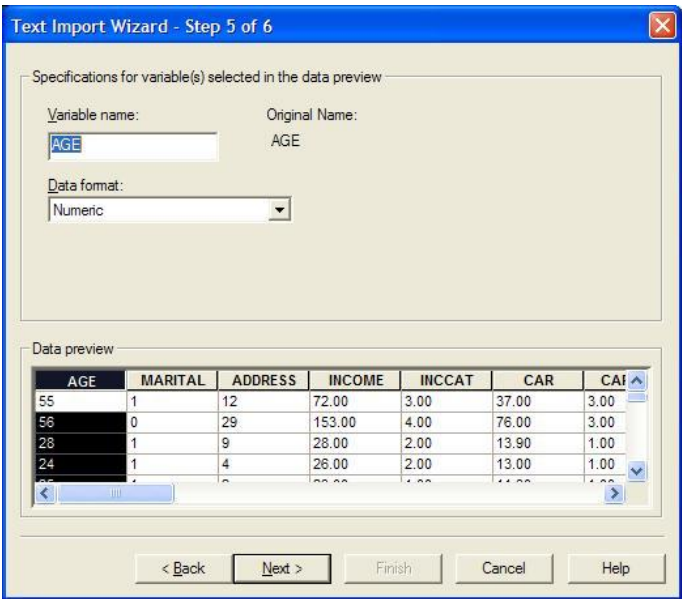 Text Import Wizard - Step 5 of 6
Specifications for variable(s) selected in the data preview
Variable name: Original Name:
AGE AGE
Data format:
Numeric
Data preview
AGE MARITAL ADDRESS INCOME INCCAT CAR
55 1 12 72.00 3.00 37.00 3.00
56 0 29 153.00 4.00 76.00 3.00
28 1 9 28.00 2.00 13.90 1.00
24 1 4 26.00 2.00 13.00 1.00
< Back Next > Finish Cancel Help